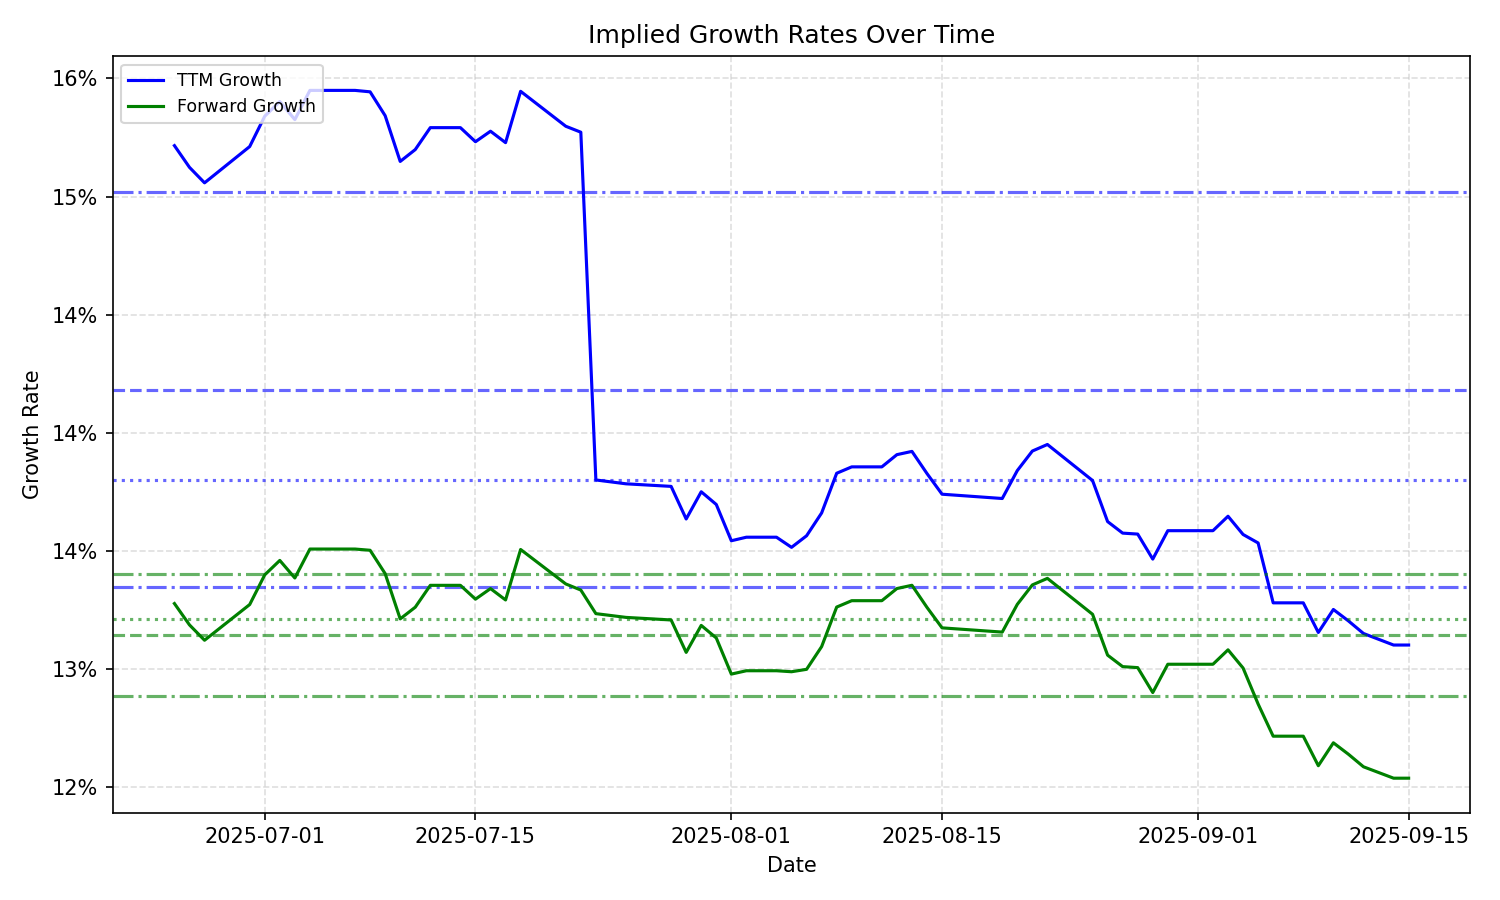 Implied Growth Rates Over Time
TTM Growth
Forward Growth
16%
15%
14%
14%
14%
13%
12%
Growth Rate
2025-07-01
2025-07-15
2025-08-01
2025-08-15
2025-09-01
2025-09-15
Date